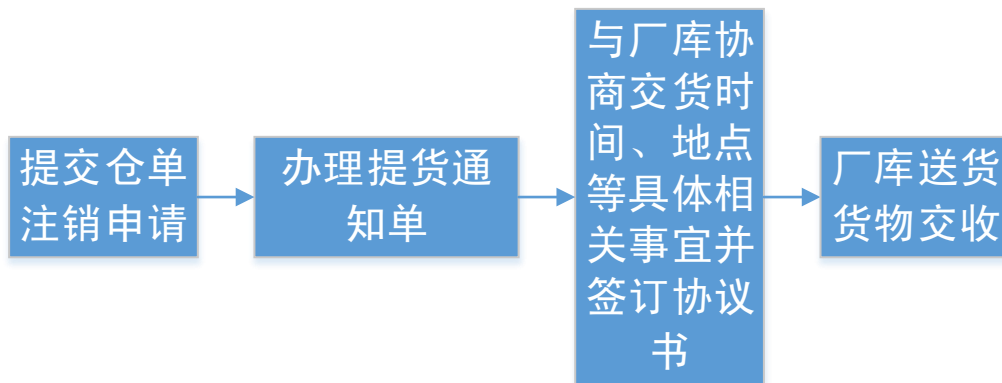 提交仓单
注销申请
办理提货通
知单
与厂库协
商交货时
间、地点
等具体相
关事宜并
签订协议
书
厂库送货
货物交收